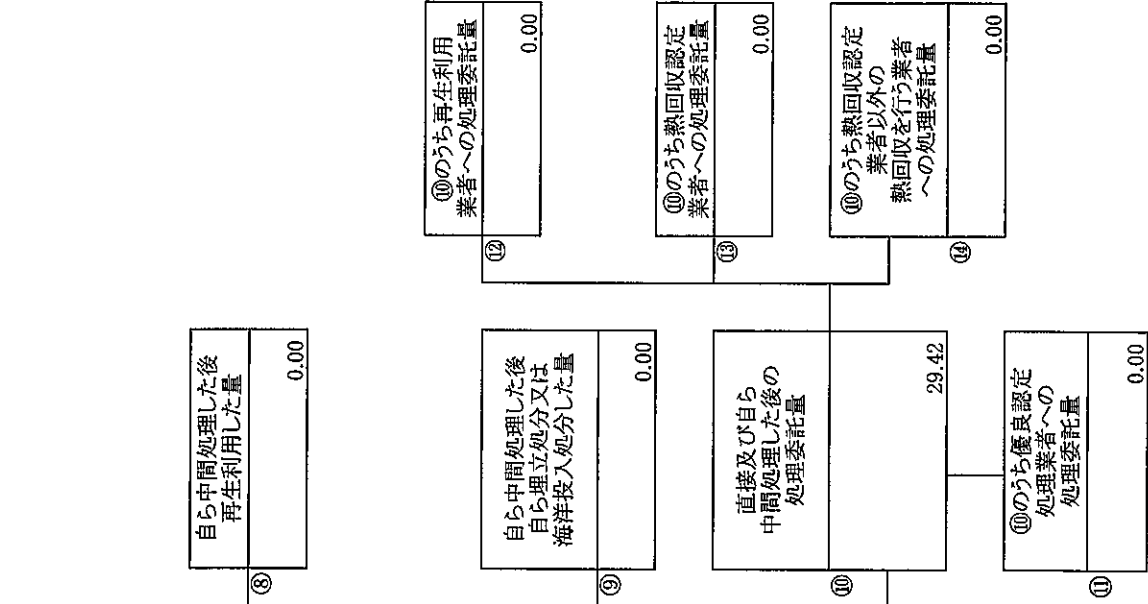 ⑧
自ら中間処理した後
再生利用した量
0.00
⑨
自ら中間処理した後
自ら埋立処分又は
海洋投入処分した量
0.00
⑩
直接及び自ら
中間処理した後の
処理委託量
29.42
⑪
⑩のうち優良認定
処理業者への
処理委託量
0.00
⑫
⑩のうち再生利用
業者への処理委託量
0.00
⑬
⑩のうち熱回収認定
業者への処理委託量
0.00
⑭
⑩のうち熱回収認定
業者以外の
熱回収を行う業者
への処理委託量
0.00